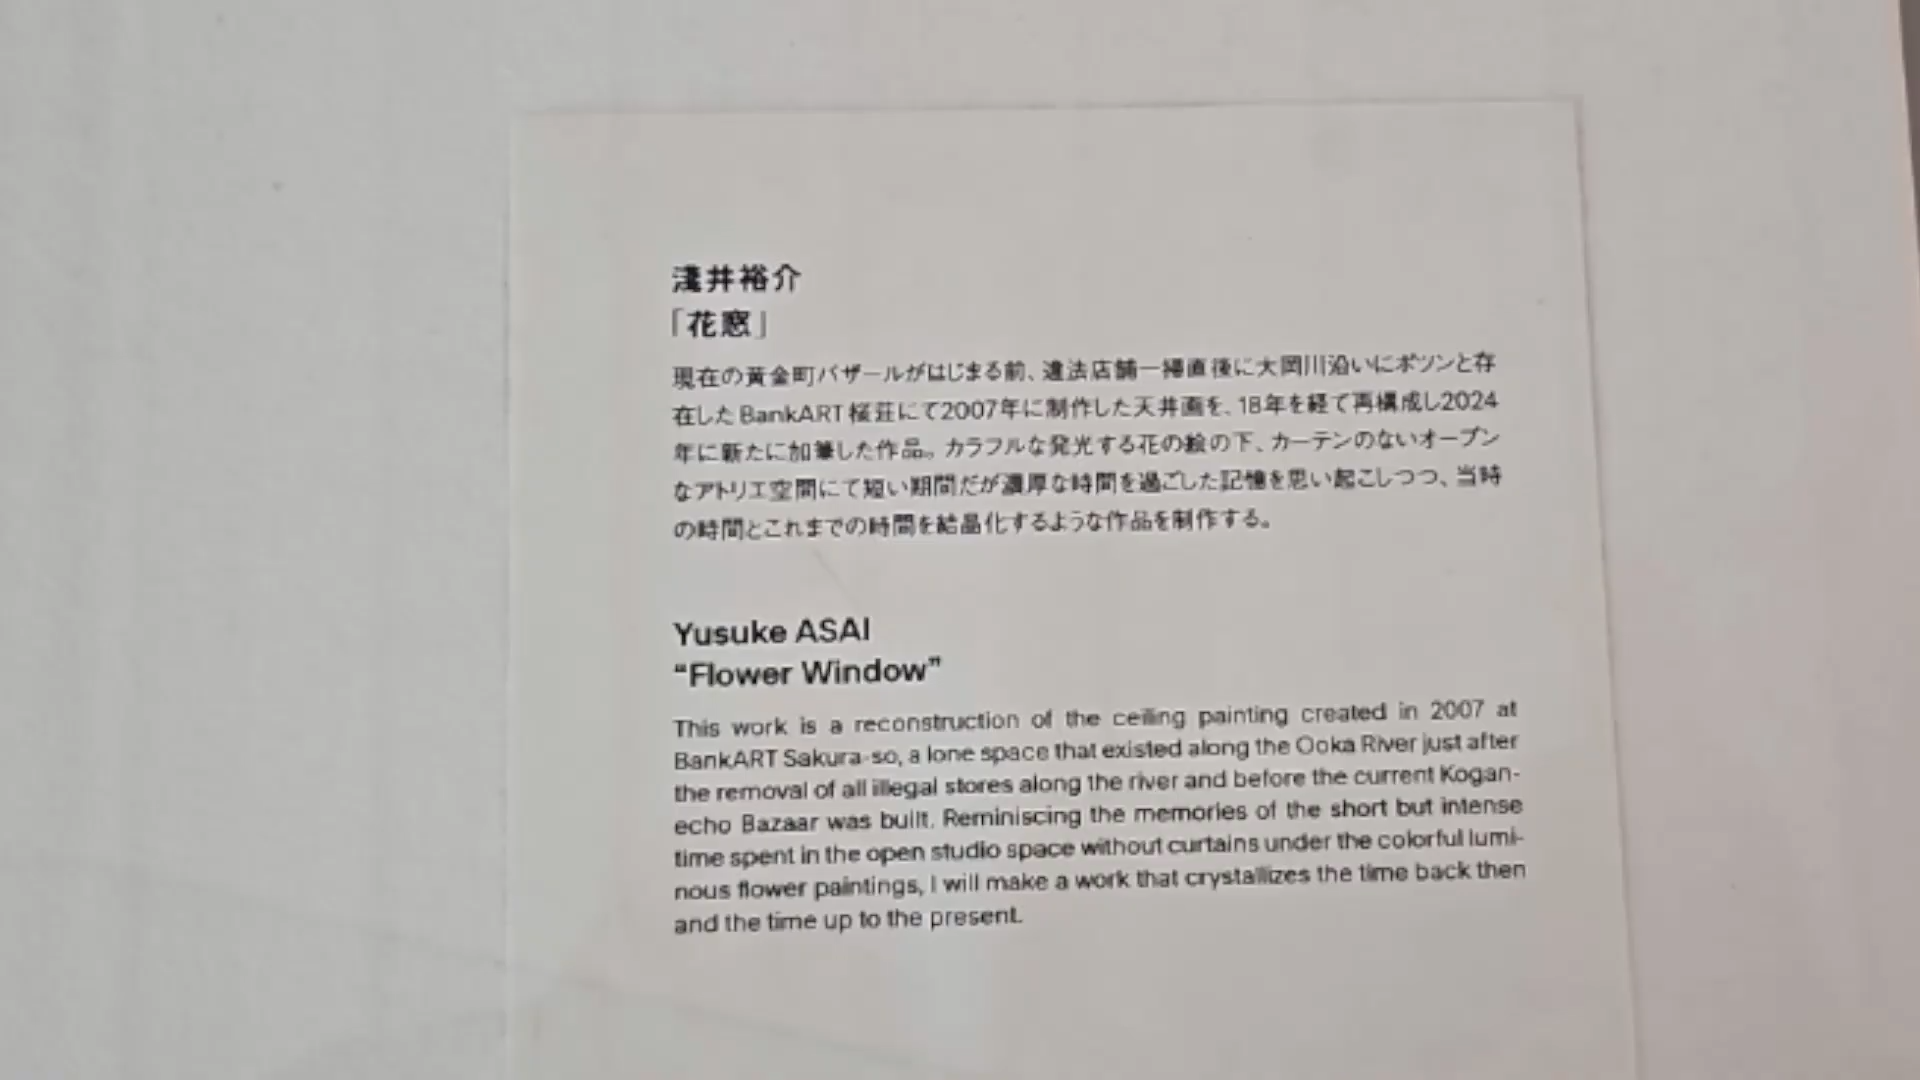 淺井裕介
「花窓」
現在の黄金町バザールがはじまる前、違法店舗一掃直後に大岡川沿いにポツンと存
在したBankART桜荘にて2007年に制作した天井画を、18年を経て再構成し2024
年に新たに加筆した作品。カラフルな発光する花の絵の下、カーテンのないオープン
なアトリエ空間にて短い期間だが濃厚な時間を過ごした記憶を思い起こしつつ、当時
の時間とこれまでの時間を結晶化するような作品を制作する。
Yusuke ASAI
“Flower Window”
This work is a reconstruction of the ceiling painting created in 2007 at
BankART Sakura-so, a lone space that existed along the Ooka River just after
the removal of all illegal stores along the river and before the current Kogan-
echo Bazaar was built. Reminiscing the memories of the short but intense
time spent in the open studio space without curtains under the colorful lumi-
nous flower paintings, I will make a work that crystallizes the time back then
and the time up to the present.